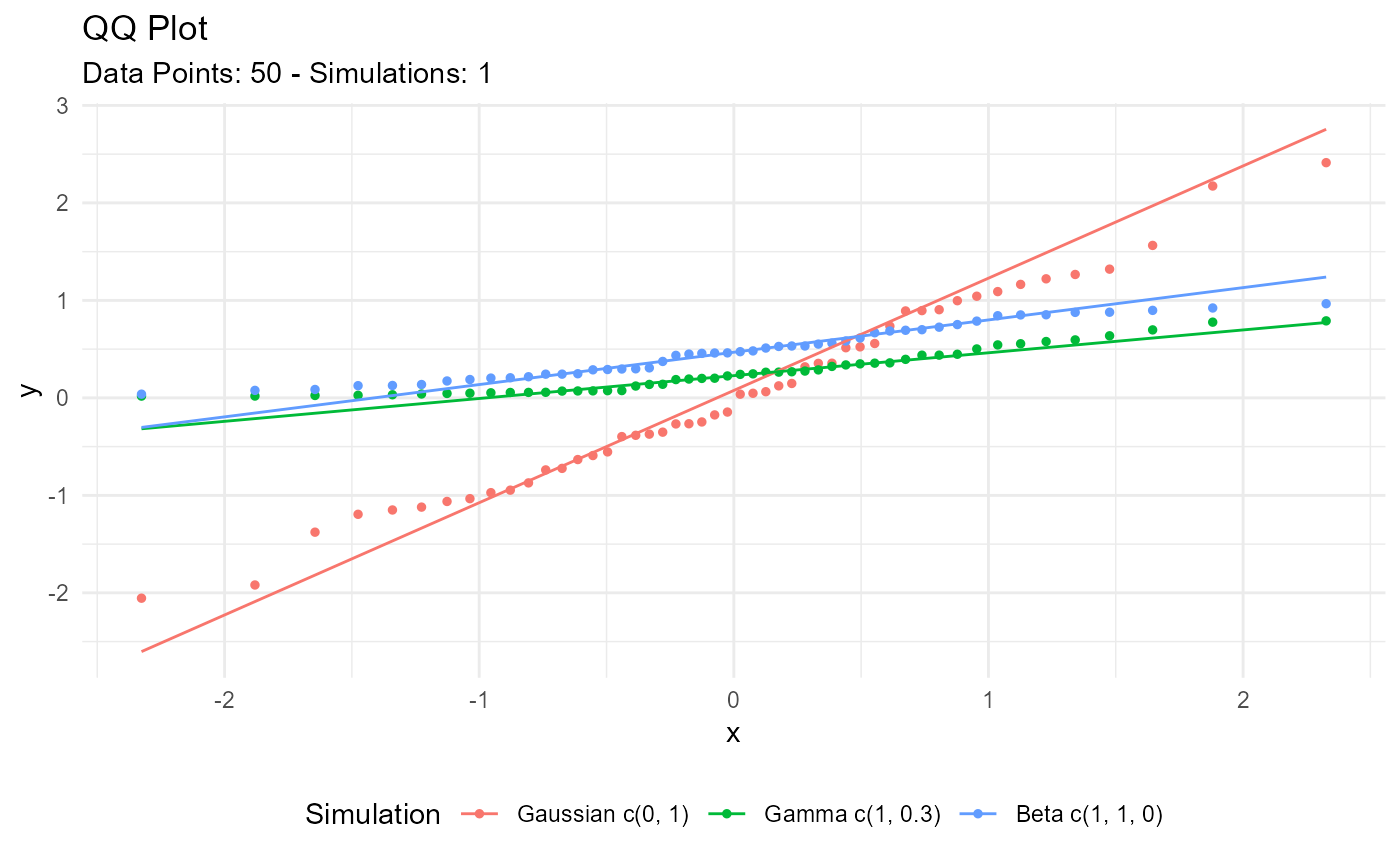 QQ Plot
Data Points: 50 - Simulations: 1
3
2
1
0
-1
-2
y
-2 -1 0 1 2
x
Simulation Gaussian c(0, 1) Gamma c(1, 0.3) Beta c(1, 1, 0)